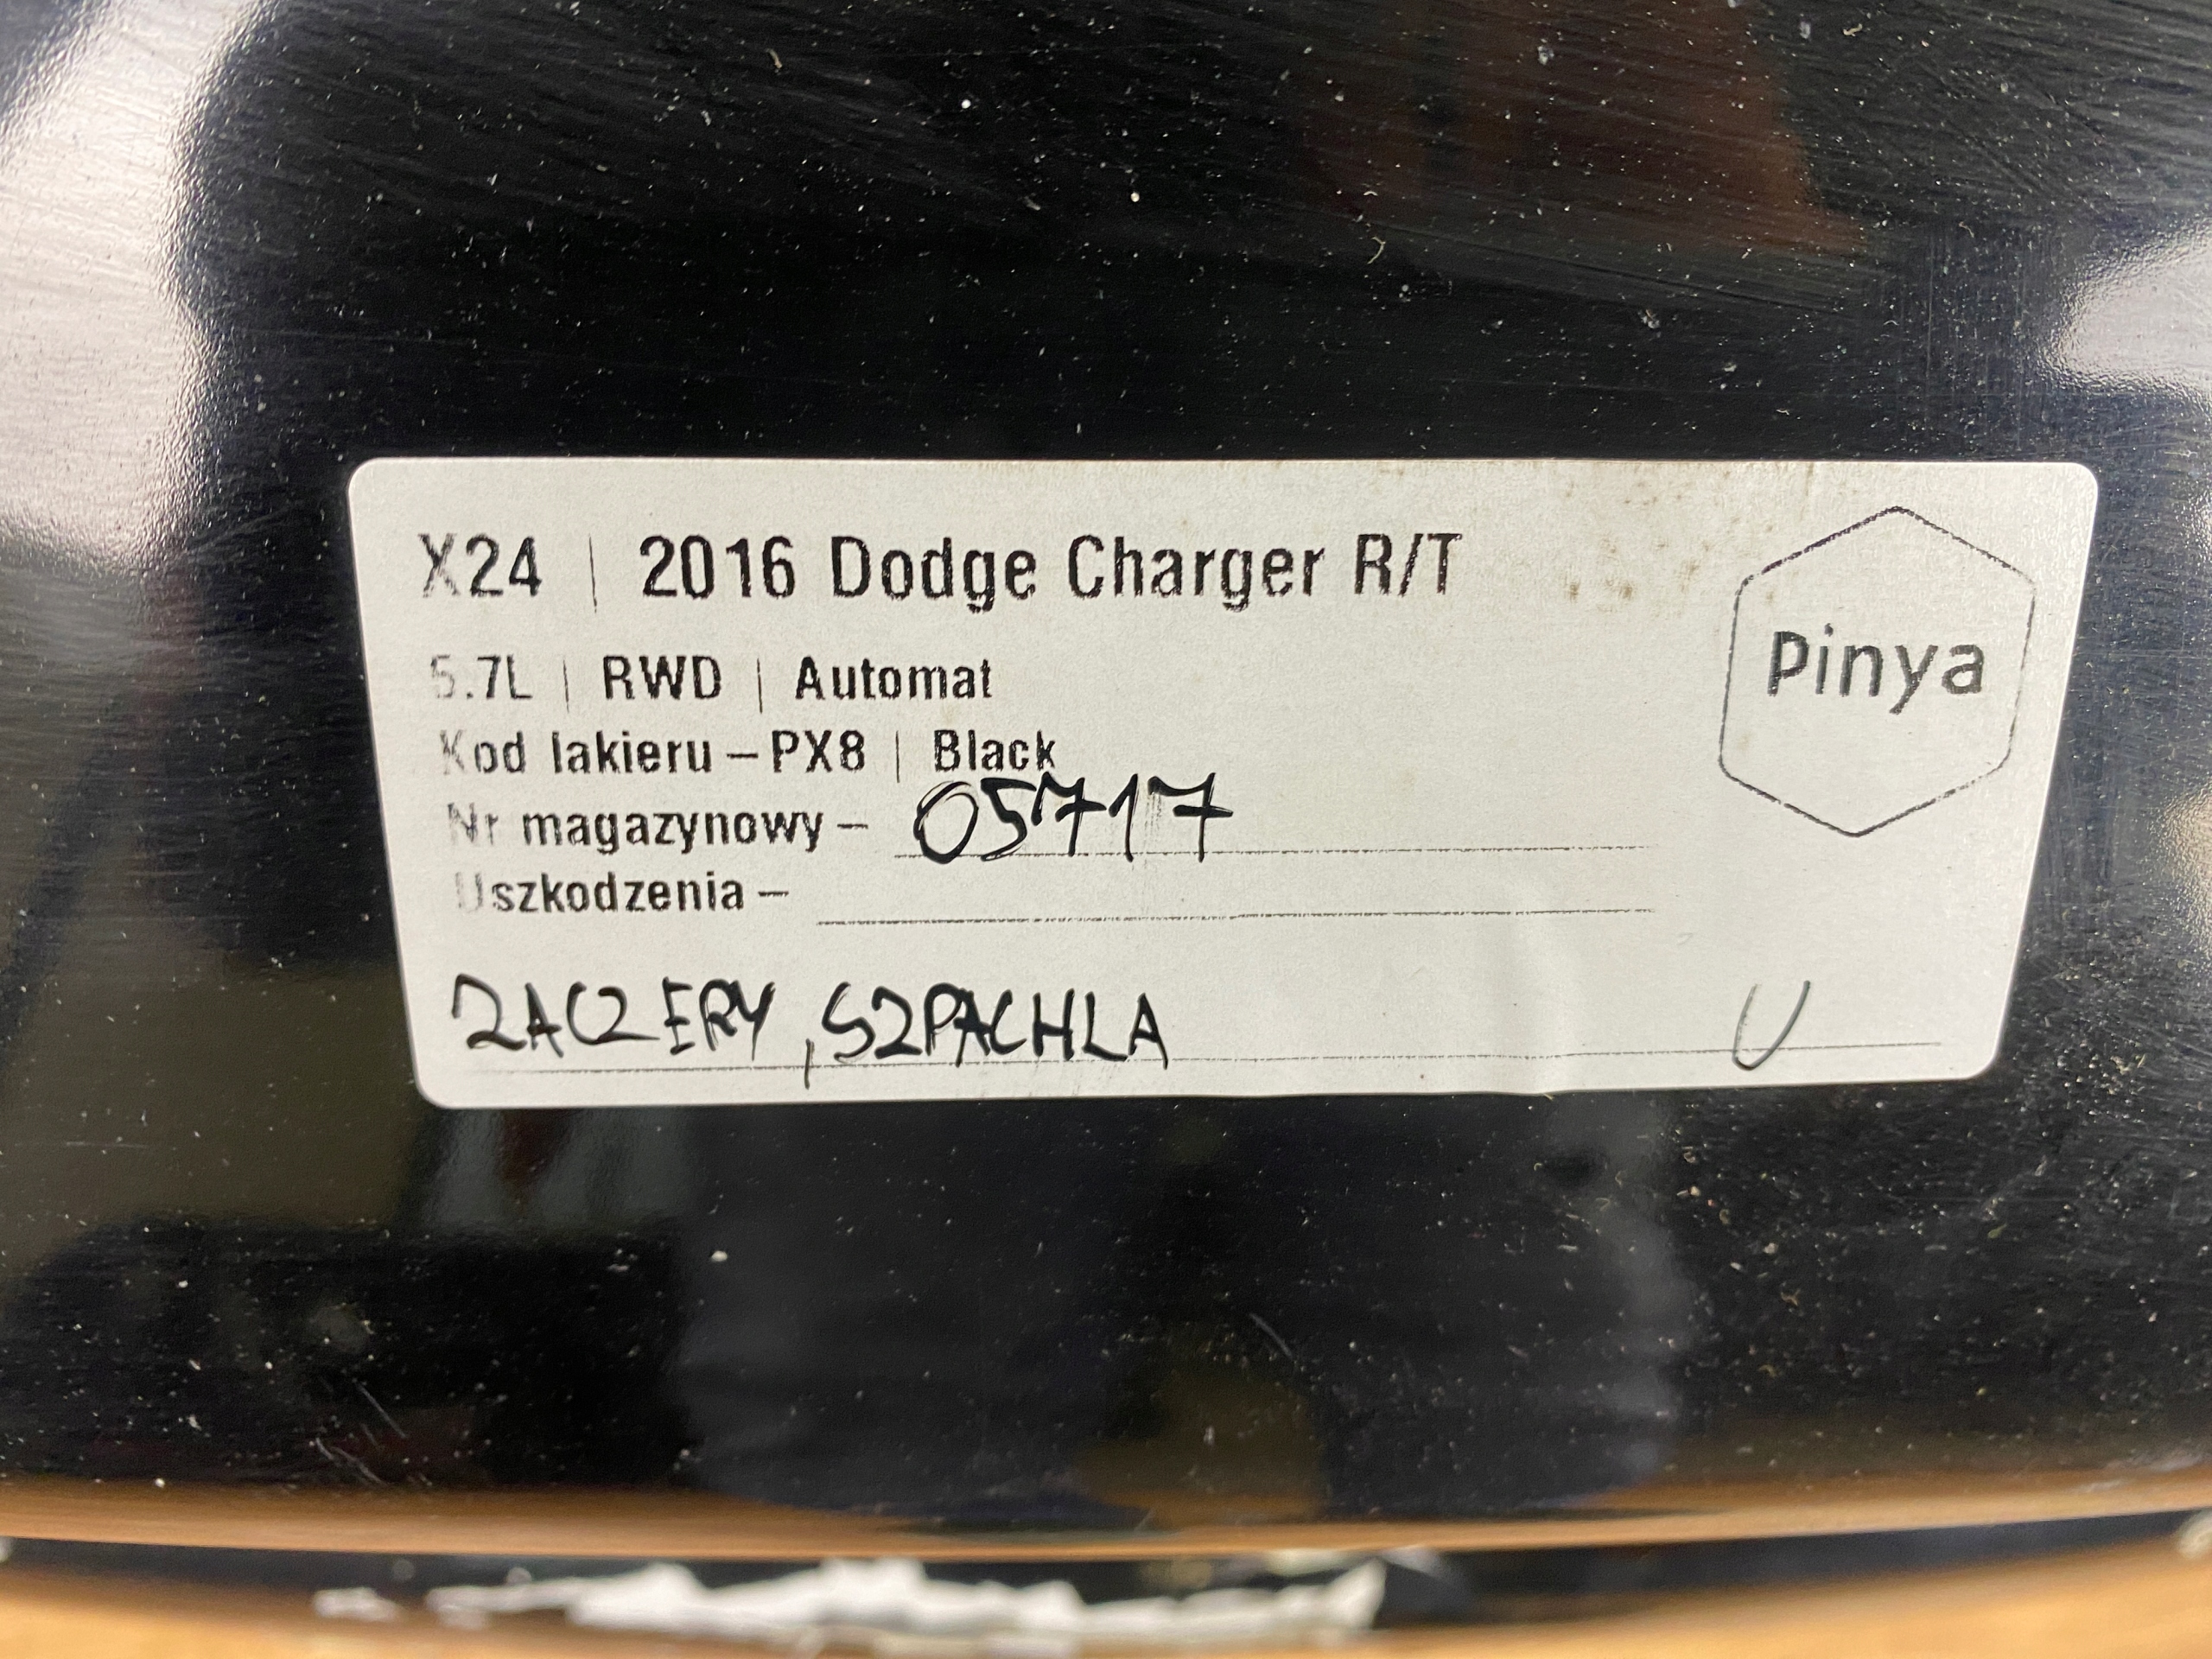 X24 | 2016 Dodge Charger R/T
Pinya
5.7L | RWD | Automat
Kod lakieru – PX8 | Black
Nr magazynowy – 05717
Uszkodzenia –
ZACZERY, SZPACHLA U